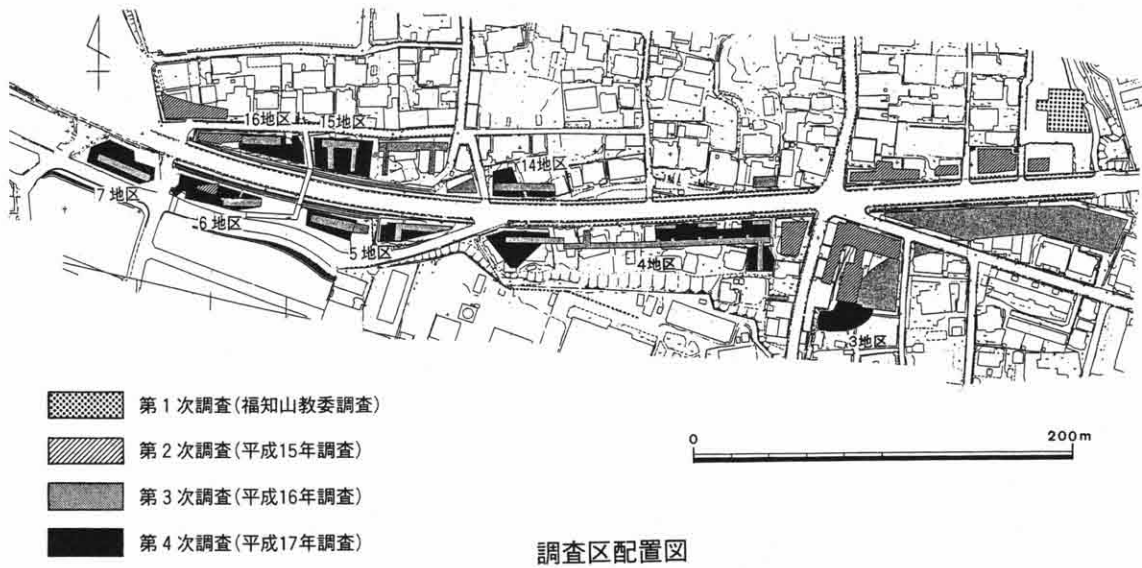 16地区
15地区
14地区
7地区
6地区
5地区
4地区
3地区
第1次調査(福知山教委調査)
第2次調査(平成15年調査)
第3次調査(平成16年調査)
第4次調査(平成17年調査)
0
200m
調査区配置図